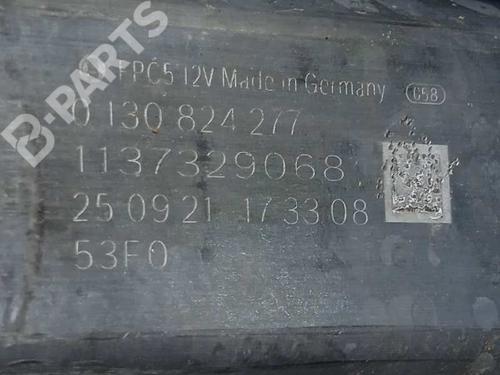 FPC5 12V Made in Germany 058
0 130 824 277
1137329068
25 09 21 17 33 08
53F0
B-PARTS
B-PARTS